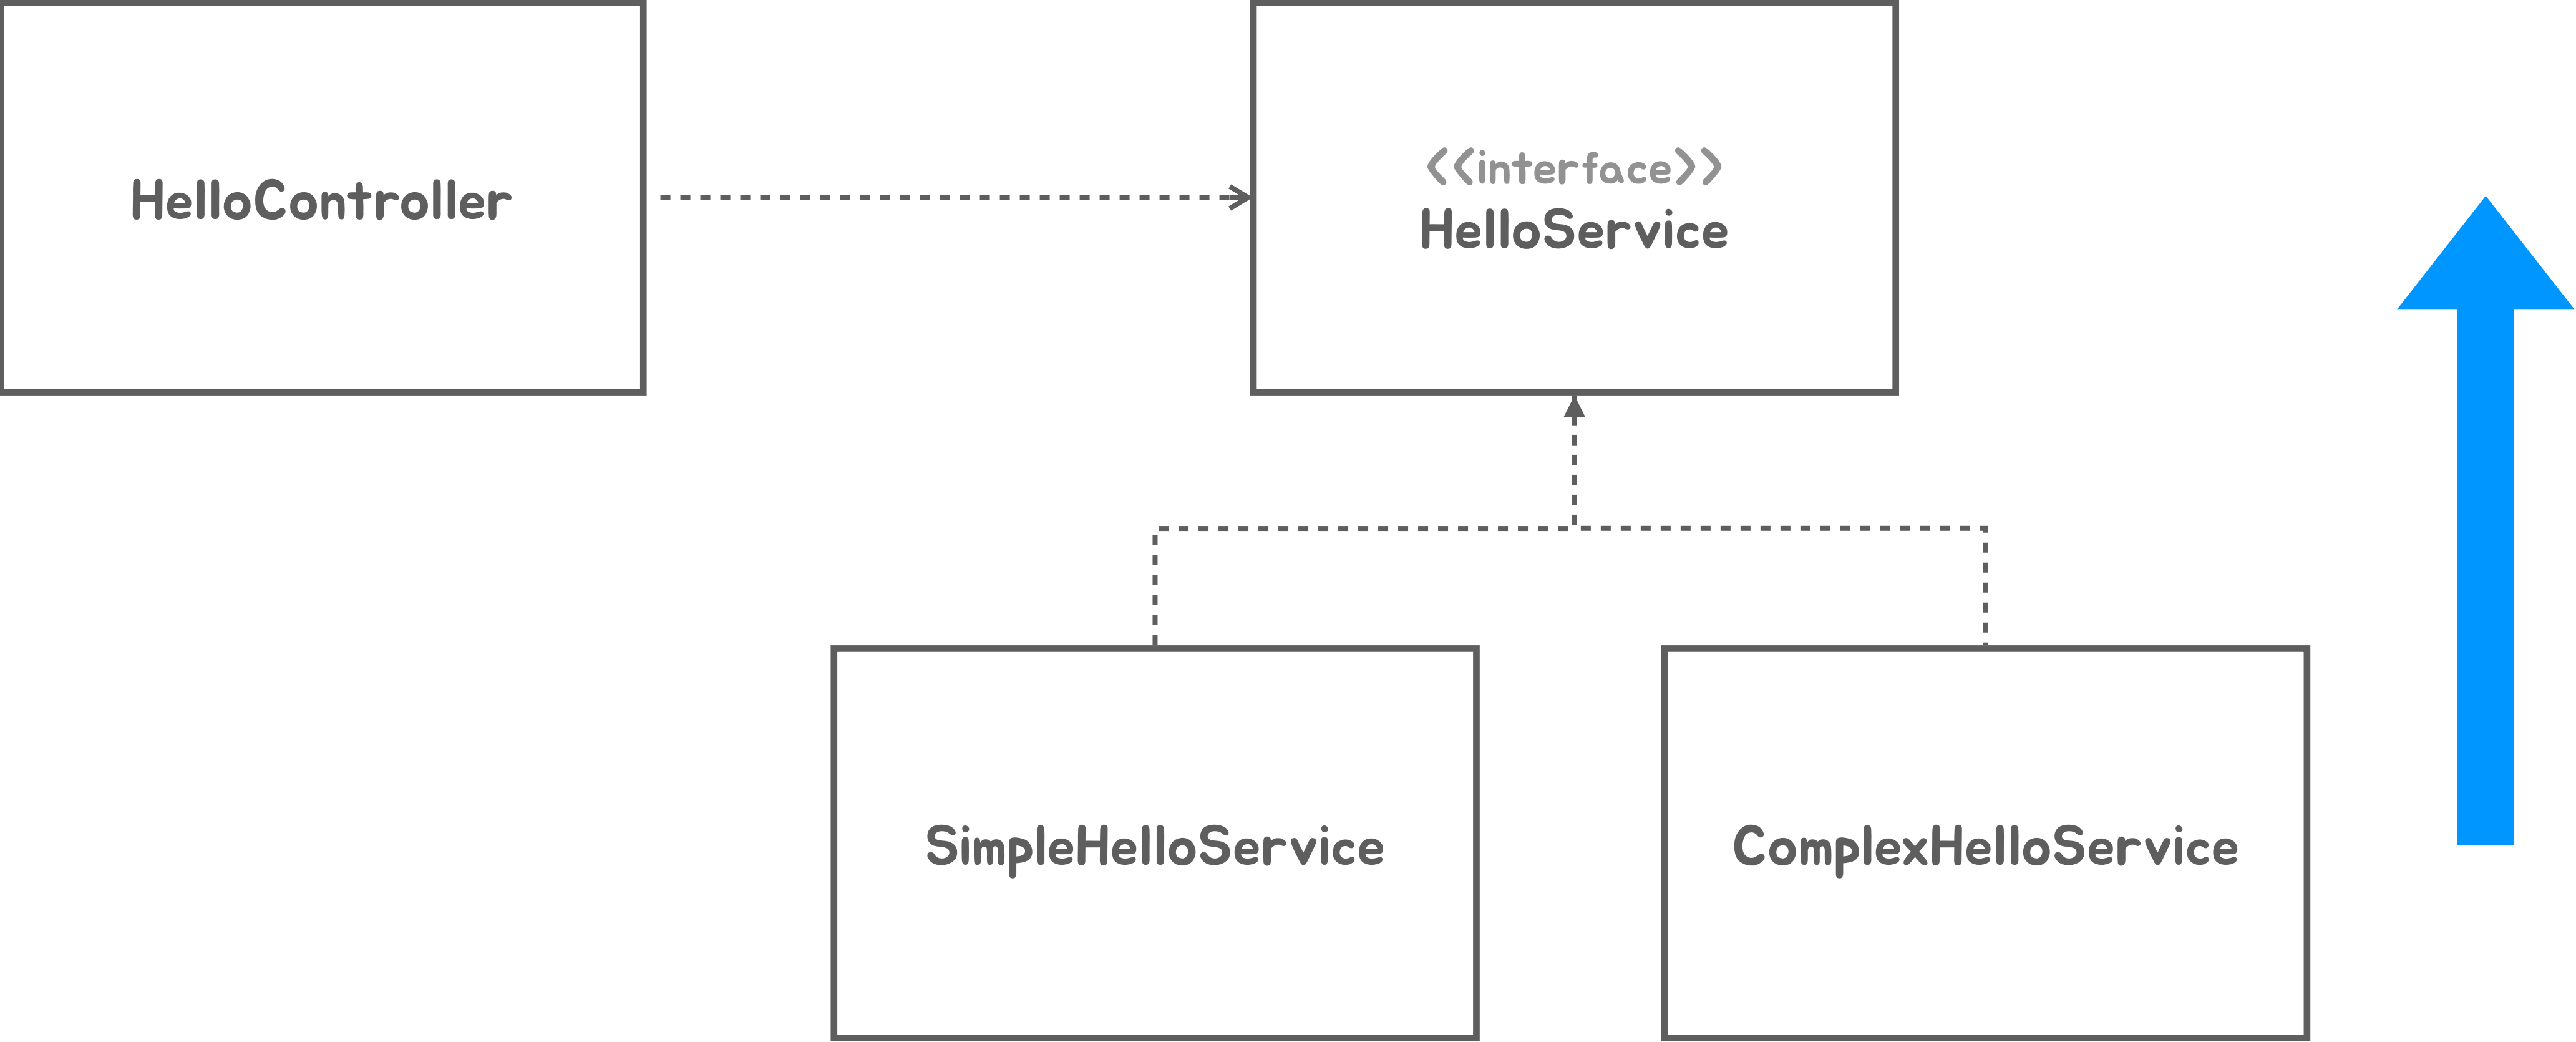 HelloController
<<interface>>
HelloService
SimpleHelloService
ComplexHelloService